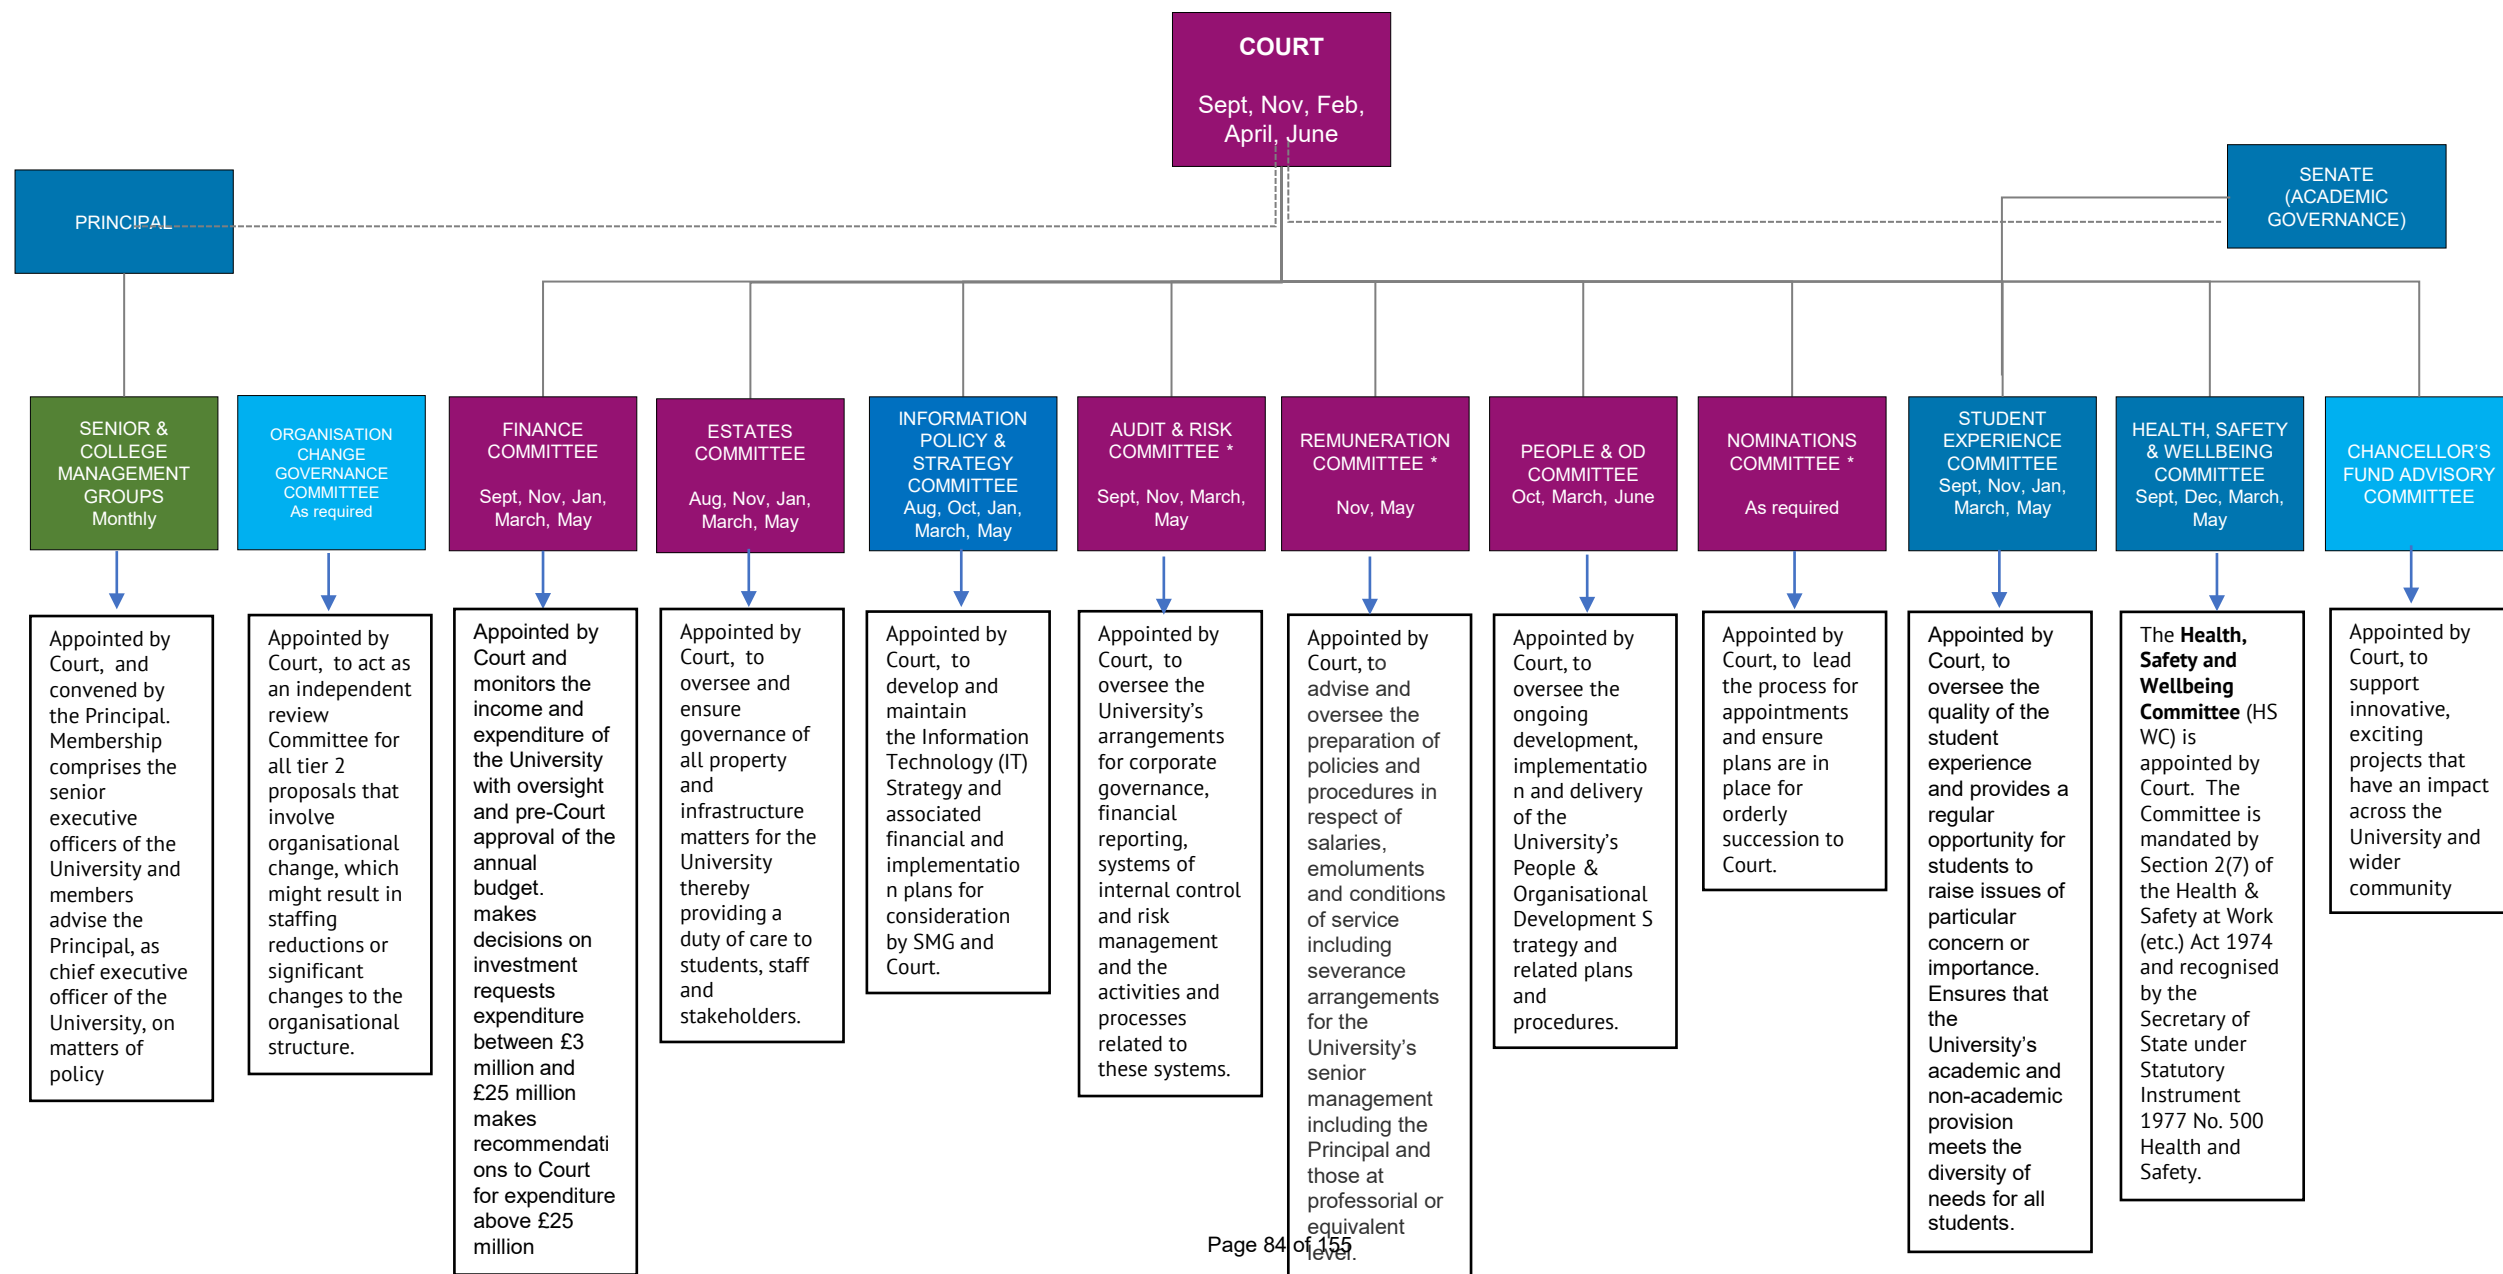 COURT
Sept, Nov, Feb,
April, June
PRINCIPAL
SENATE
(ACADEMIC
GOVERNANCE)
SENIOR &
COLLEGE
MANAGEMENT
GROUPS
Monthly
ORGANISATION
CHANGE
GOVERNANCE
COMMITTEE
As required
FINANCE
COMMITTEE
Sept, Nov, Jan,
March, May
ESTATES
COMMITTEE
Aug, Nov, Jan,
March, May
INFORMATION
POLICY &
STRATEGY
COMMITTEE
Aug, Oct, Jan,
March, May
AUDIT & RISK
COMMITTEE *
Sept, Nov, March,
May
REMUNERATION
COMMITTEE *
Nov, May
PEOPLE & OD
COMMITTEE
Oct, March, June
NOMINATIONS
COMMITTEE *
As required
STUDENT
EXPERIENCE
COMMITTEE
Sept, Nov, Jan,
March, May
HEALTH, SAFETY
& WELLBEING
COMMITTEE
Sept, Dec, March,
May
CHANCELLOR'S
FUND ADVISORY
COMMITTEE
Appointed by
Court, and
convened by
the Principal.
Membership
comprises the
senior
executive
officers of the
University and
members
advise the
Principal, as
chief executive
officer of the
University, on
matters of
policy
Appointed by
Court, to act as
an independent
review
Committee for
all tier 2
proposals that
involve
organisational
change, which
might result in
staffing
reductions or
significant
changes to the
organisational
structure.
Appointed by
Court and
monitors the
income and
expenditure of
the University
with oversight
and pre-Court
approval of the
annual
budget.
makes
decisions on
investment
requests
expenditure
between £3
million and
£25 million
makes
recommendati
ons to Court
for expenditure
above £25
million
Appointed by
Court, to
oversee and
ensure
governance of
all property
and
infrastructure
matters for the
University
thereby
providing a
duty of care to
students, staff
and
stakeholders.
Appointed by
Court, to
develop and
maintain
the Information
Technology (IT)
Strategy and
associated
financial and
implementatio
n plans for
consideration
by SMG and
Court.
Appointed by
Court, to
oversee the
University's
arrangements
for corporate
governance,
financial
reporting,
systems of
internal control
and risk
management
and the
activities and
processes
related to
these systems.
Appointed by
Court, to
advise and
oversee the
preparation of
policies and
procedures in
respect of
salaries,
emoluments
and conditions
of service
including
severance
arrangements
for the
University's
senior
management
including the
Principal and
those at
professorial or
equivalent
level.
Appointed by
Court, to
oversee the
ongoing
development,
implementatio
n and delivery
of the
University's
People &
Organisational
Development S
trategy and
related plans
and
procedures.
Appointed by
Court, to lead
the process for
appointments
and ensure
plans are in
place for
orderly
succession to
Court.
Appointed by
Court, to
oversee the
quality of the
student
experience
and provides a
regular
opportunity for
students to
raise issues of
particular
concern or
importance.
Ensures that
the
University's
academic and
non-academic
provision
meets the
diversity of
needs for all
students.
The Health,
Safety and
Wellbeing
Committee (HS
WC) is
appointed by
Court. The
Committee is
mandated by
Section 2(7) of
the Health &
Safety at Work
(etc.) Act 1974
and recognised
by the
Secretary of
State under
Statutory
Instrument
1977 No. 500
Health and
Safety.
Appointed by
Court, to
support
innovative,
exciting
projects that
have an impact
across the
University and
wider
community
Page 84 of 155